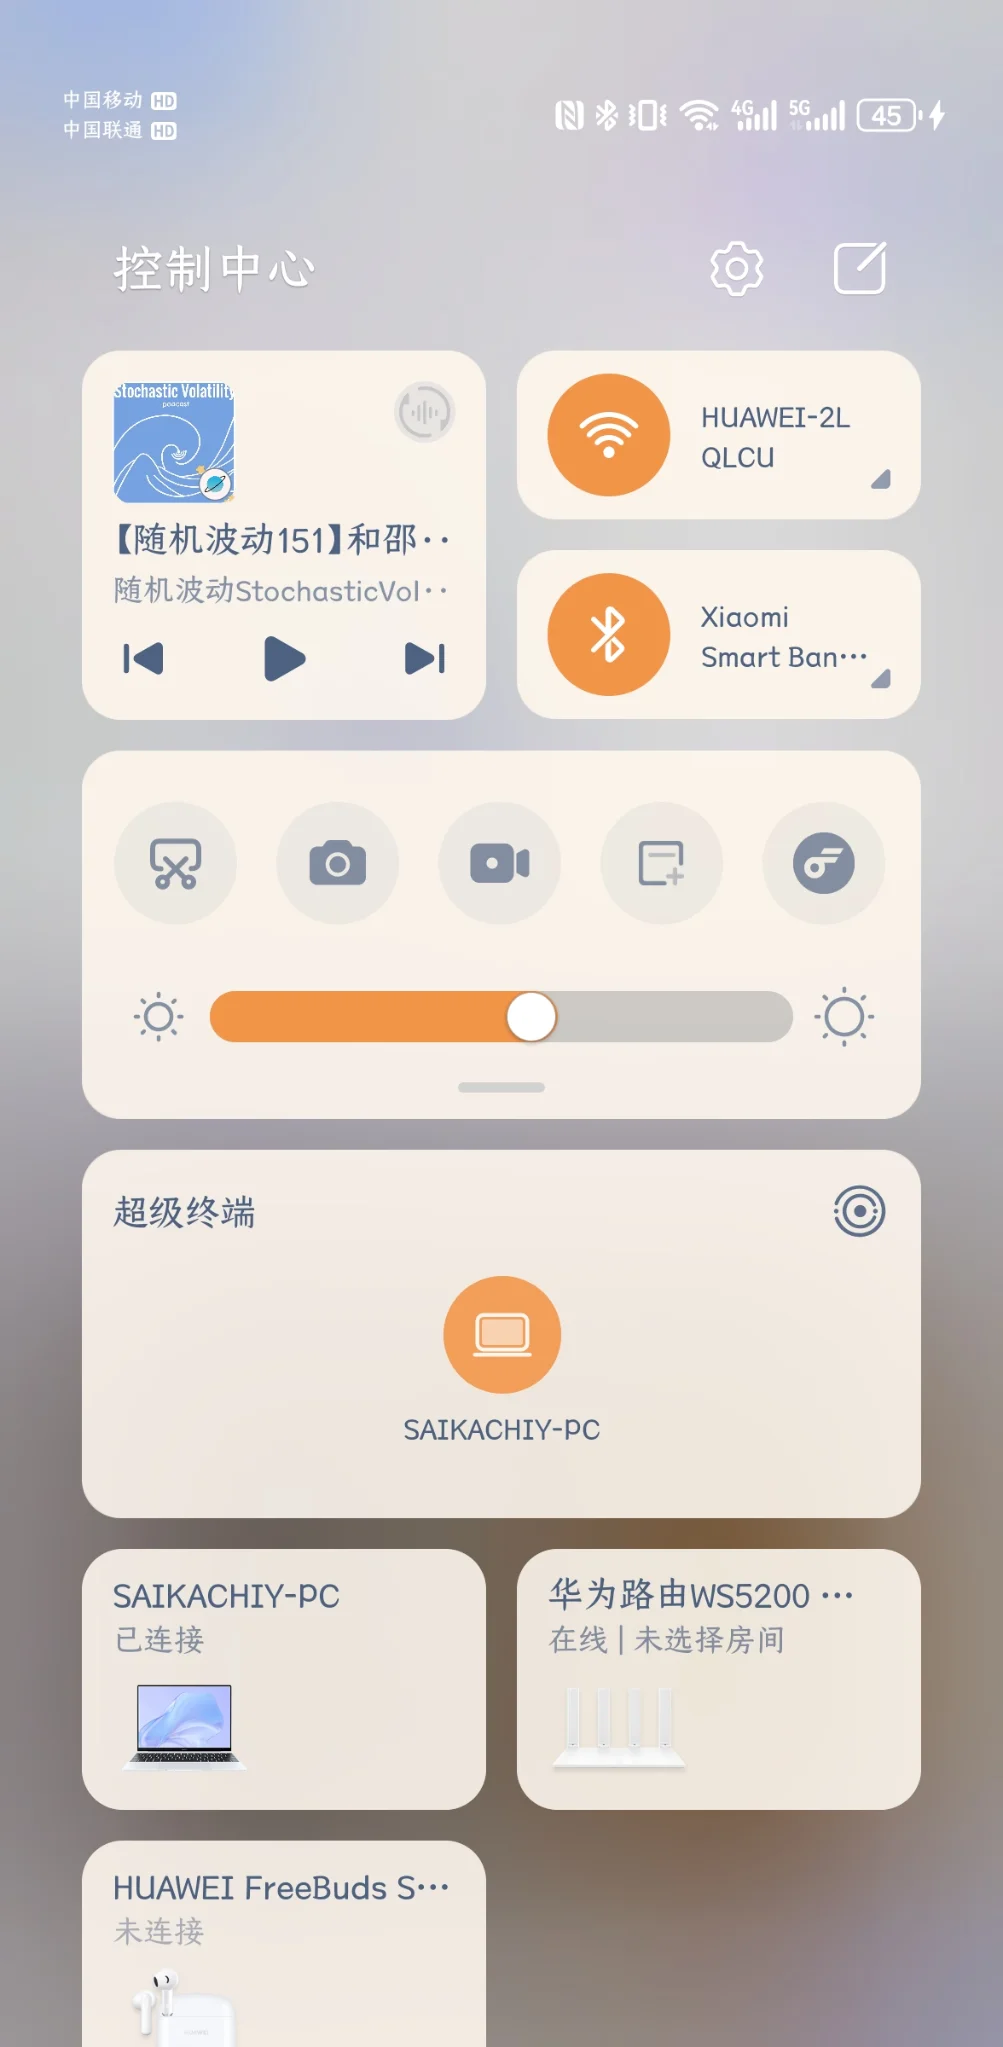 中国移动 HD
中国联通 HD
4G 5G 45
控制中心
Stochastic Volatility
podcast
【随机波动151】和邵··
随机波动StochasticVol··
HUAWEI-2L
QLCU
Xiaomi
Smart Ban···
超级终端
SAIKACHIY-PC
SAIKACHIY-PC
已连接
华为路由WS5200 ···
在线 | 未选择房间
HUAWEI FreeBuds S···
未连接
HUAWEI